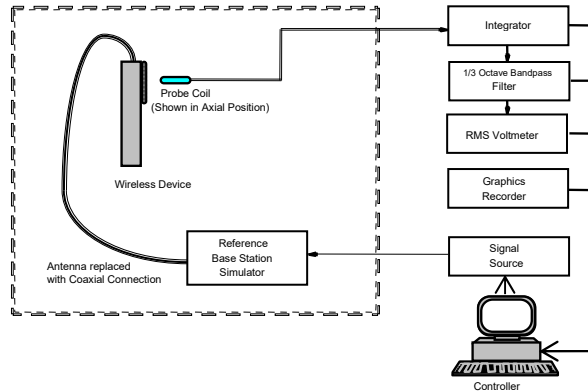 Integrator
1/3 Octave Bandpass
Filter
RMS Voltmeter
Graphics
Recorder
Signal
Source
Controller
Probe Coil
(Shown in Axial Position)
Wireless Device
Reference
Base Station
Simulator
Antenna replaced
with Coaxial Connection